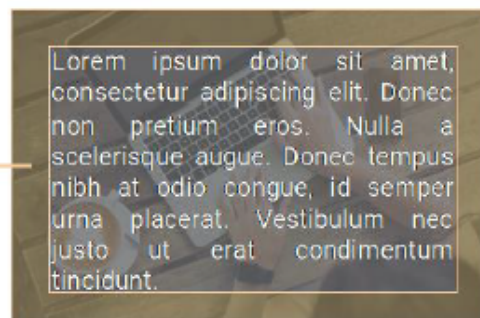 Lorem ipsum dolor sit amet,
consectetur adipiscing elit. Donec
non pretium eros. Nulla a
scelerisque augue. Donec tempus
nibh at odio congue, id semper
urna placerat. Vestibulum nec
justo ut erat condimentum
tincidunt.